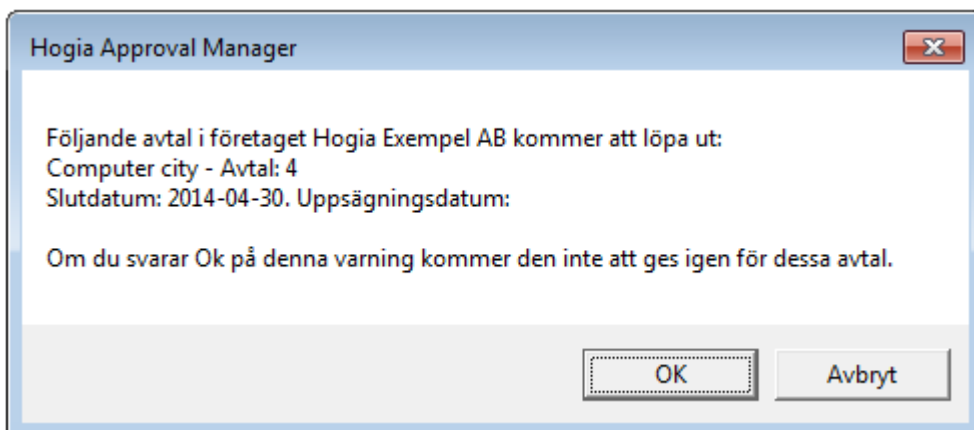 Hogia Approval Manager
Följande avtal i företaget Hogia Exempel AB kommer att löpa ut:
Computer city - Avtal: 4
Slutdatum: 2014-04-30. Uppsägningsdatum:
Om du svarar Ok på denna varning kommer den inte att ges igen för dessa avtal.
OK
Avbryt